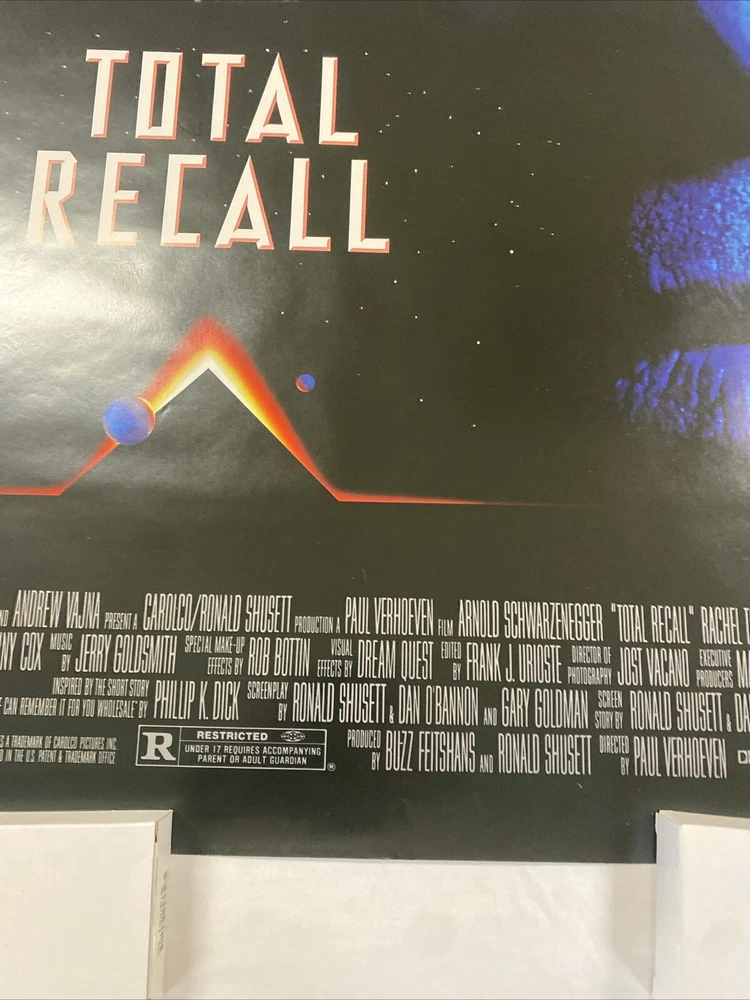 TOTAL
RECALL
ANDREW VAJNA PRESENT A CAROLCO/RONALD SHUSETT PRODUCTION A PAUL VERHOEVEN FILM ARNOLD SCHWARZENEGGER "TOTAL RECALL" RACHEL
COX MUSIC BY JERRY GOLDSMITH SPECIAL MAKE-UP EFFECTS BY ROB BOTTIN VISUAL EFFECTS BY DREAM QUEST EDITED BY FRANK J. URIOSTE DIRECTOR OF PHOTOGRAPHY JOST VACANO EXECUTIVE PRODUCERS
INSPIRED BY THE SHORT STORY
CAN REMEMBER IT FOR YOU WHOLESALE" BY PHILLIP K. DICK SCREENPLAY BY RONALD SHUSETT & DAN O'BANNON AND GARY GOLDMAN SCREEN STORY BY RONALD SHUSETT &
A TRADEMARK OF CAROLCO PICTURES INC.
IN THE U.S. PATENT & TRADEMARK OFFICE
R RESTRICTED
UNDER 17 REQUIRES ACCOMPANYING
PARENT OR ADULT GUARDIAN
®
PRODUCED BY BUZZ FEITSHANS AND RONALD SHUSETT DIRECTED BY PAUL VERHOEVEN